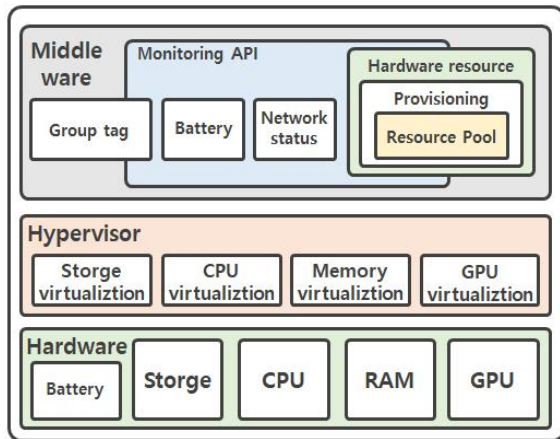 Middle
ware
Monitoring API
Hardware resource
Provisioning
Resource Pool
Group tag
Battery
Network
status
Hypervisor
Storge
virtualiztion
CPU
virtualiztion
Memory
virtualiztion
GPU
virtualiztion
Hardware
Battery
Storge
CPU
RAM
GPU